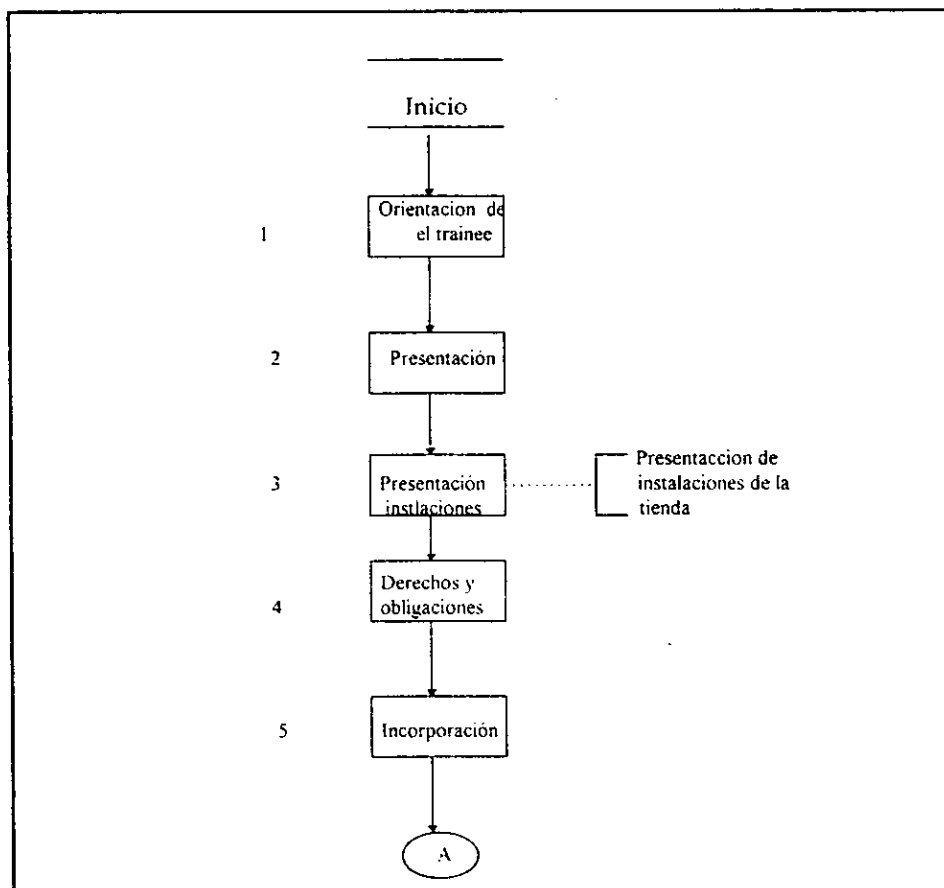 Inicio
1
Orientacion de
el trainee
2
Presentación
3
Presentación
instlaciones
Presentaccion de
instalaciones de la
tienda
4
Derechos y
obligaciones
5
Incorporación
A